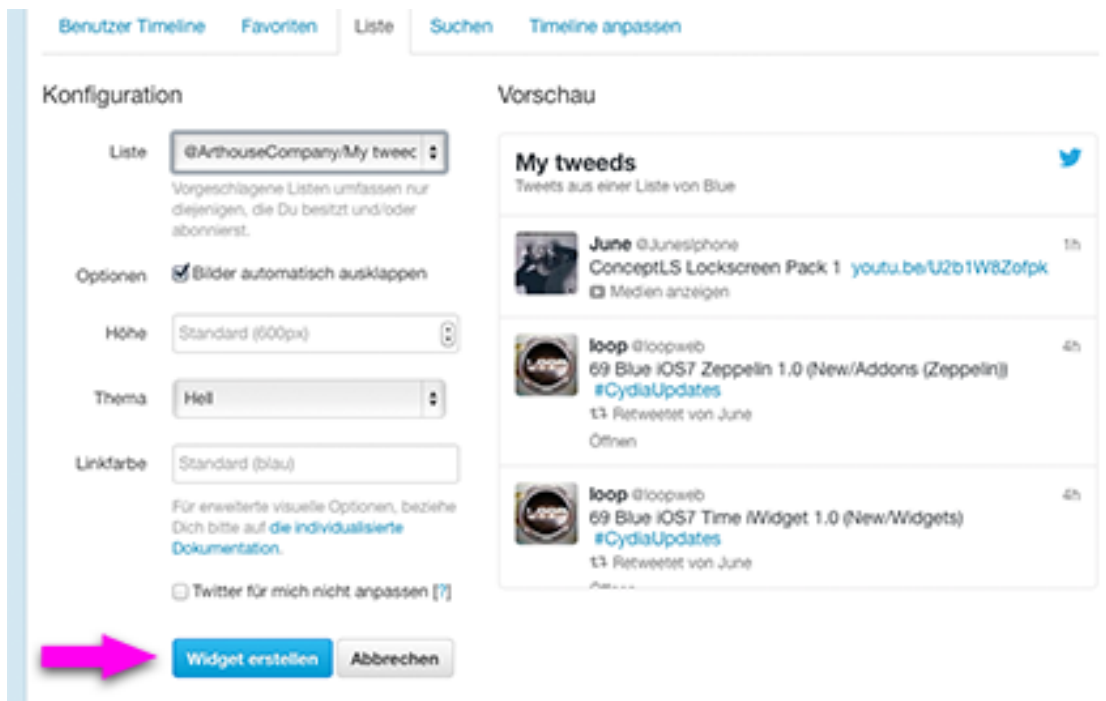 Benutzer Timeline
Favoriten
Liste
Suchen
Timeline anpassen
Konfiguration
Liste
@ArthouseCompany/My tweec
Vorgeschlagene Listen umfassen nur
diejenigen, die Du besitzt und/oder
abonnierst.
Optionen
Bilder automatisch ausklappen
Höhe
Standard (600px)
Thema
Hell
Linkfarbe
Standard (blau)
Für erweiterte visuelle Optionen, beziehe
Dich bitte auf die individualisierte
Dokumentation.
Twitter für mich nicht anpassen [?]
Widget erstellen
Abbrechen
Vorschau
My tweeds
Tweets aus einer Liste von Blue
June @JunesIphone 1h
ConceptLS Lockscreen Pack 1 youtu.be/U2b1W8Zofpk
Medien anzeigen
loop @loopweb 4h
69 Blue iOS7 Zeppelin 1.0 (New/Addons (Zeppelin))
#CydiaUpdates
Retweetet von June
Öffnen
loop @loopweb 4h
69 Blue iOS7 Time iWidget 1.0 (New/Widgets)
#CydiaUpdates
Retweetet von June